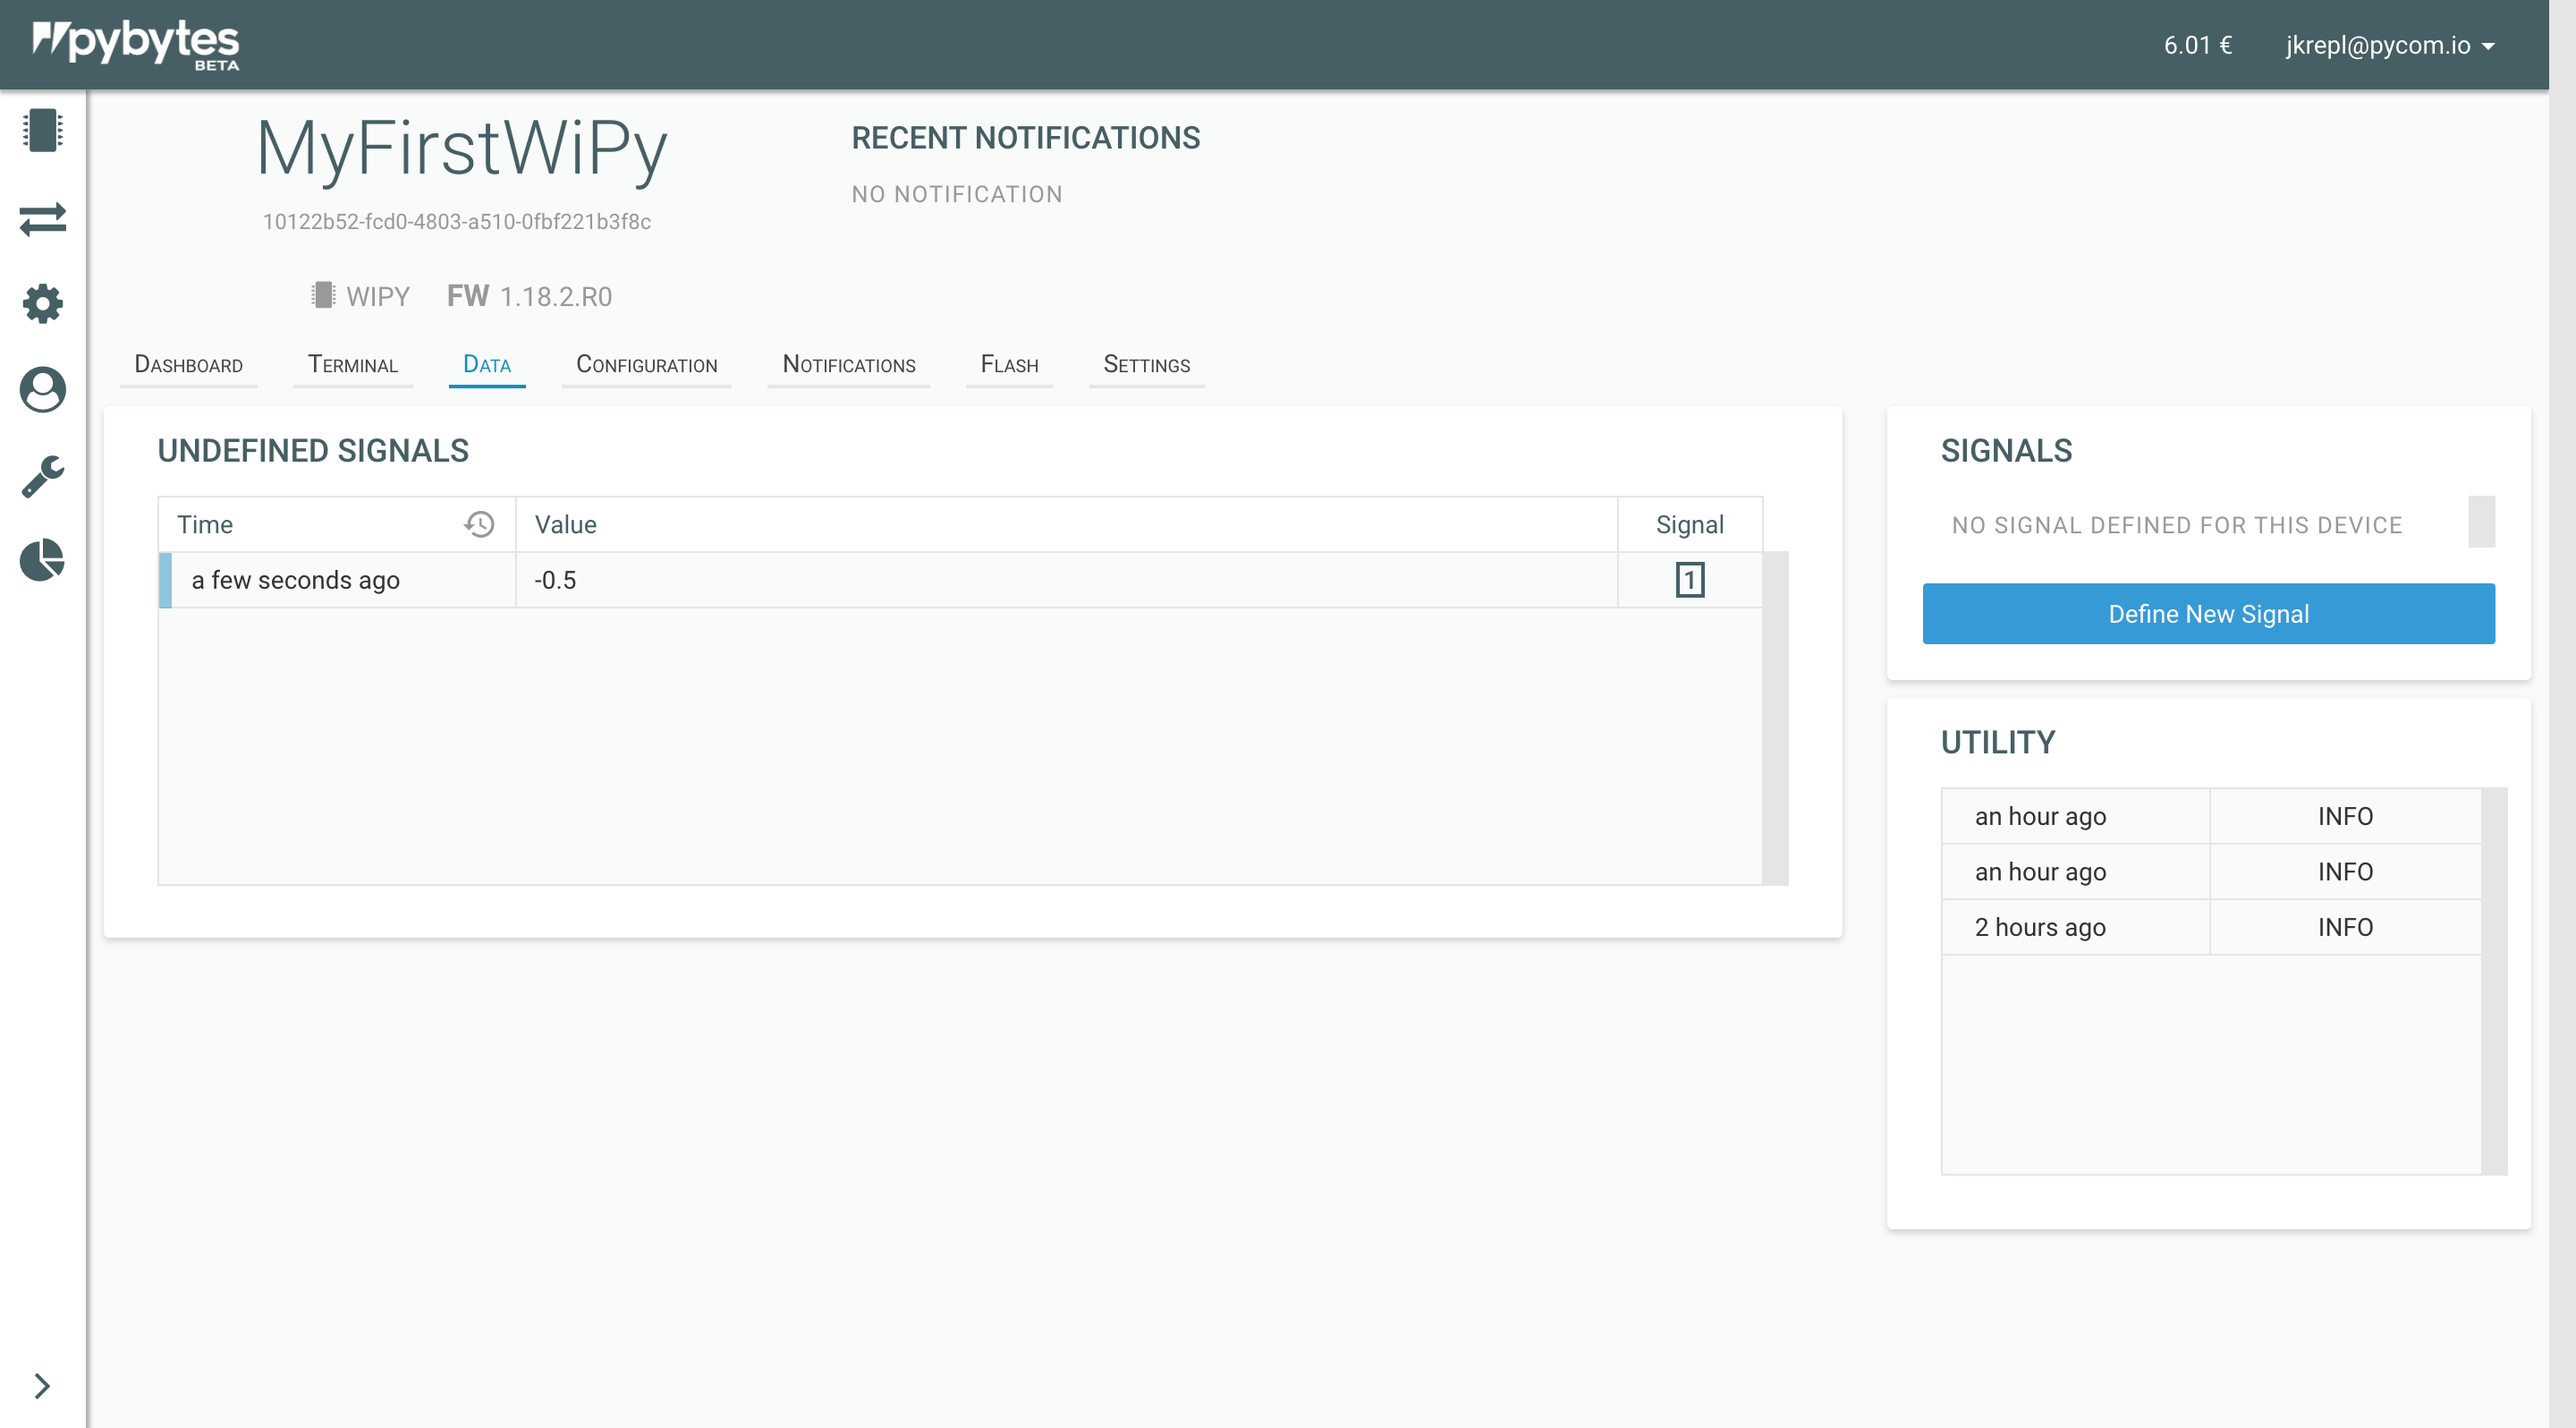 pybytes
BETA
6.01 €
jkrepl@pycom.io
MyFirstWiPy
10122b52-fcd0-4803-a510-0fbf221b3f8c
WIPY FW 1.18.2.R0
RECENT NOTIFICATIONS
NO NOTIFICATION
Dashboard Terminal Data Configuration Notifications Flash Settings
UNDEFINED SIGNALS
Time Value Signal
a few seconds ago -0.5 1
SIGNALS
NO SIGNAL DEFINED FOR THIS DEVICE
Define New Signal
UTILITY
an hour ago INFO
an hour ago INFO
2 hours ago INFO